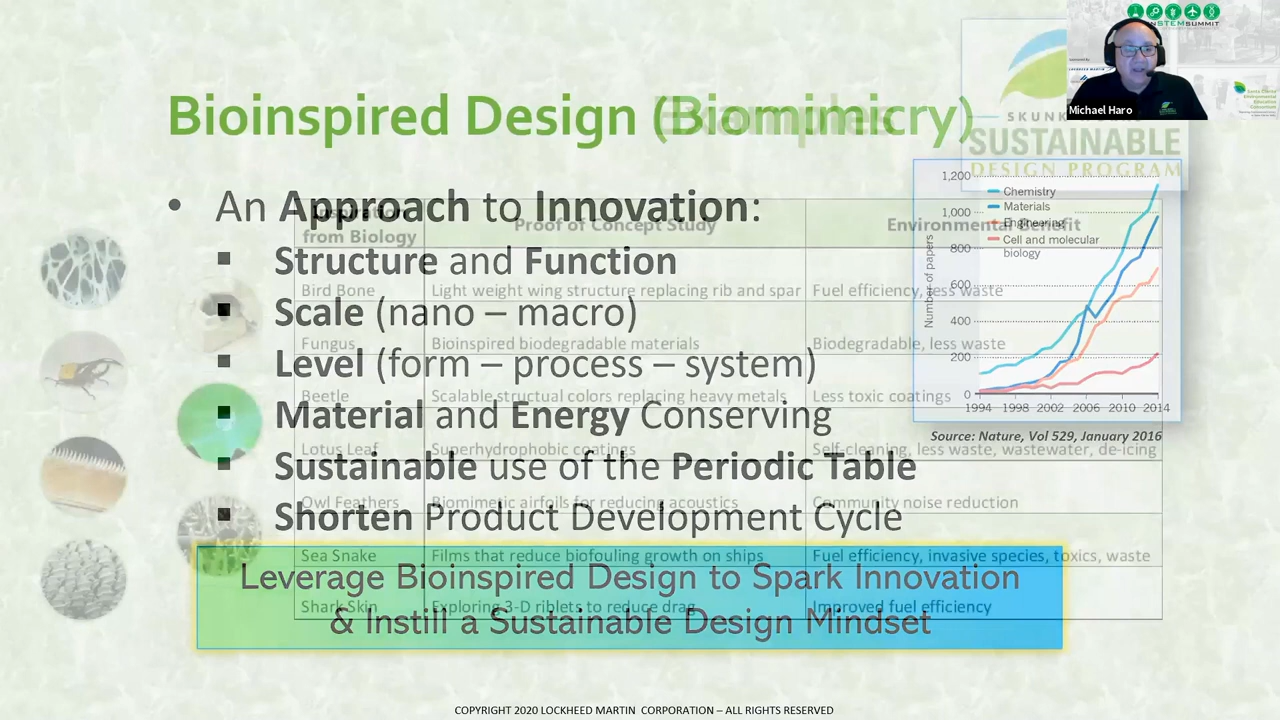 STEMSUMMIT
Michael Haro
Bioinspired Design (Biomimicry)
Examples
SKUNK
SUSTAINABLE
DESIGN PROGRAM
• An Approach to Innovation:
▪ Structure and Function
▪ Scale (nano – macro)
▪ Level (form – process – system)
▪ Material and Energy Conserving
▪ Sustainable use of the Periodic Table
▪ Shorten Product Development Cycle
Leverage Bioinspired Design to Spark Innovation
& Instill a Sustainable Design Mindset
Inspiration from Biology Proof of Concept Study Environmental Benefit
Bird Bone Light weight wing structure replacing rib and spar Fuel efficiency, less waste
Fungus Bioinspired biodegradable materials Biodegradable, less waste
Beetle Scalable structual colors replacing heavy metals Less toxic coatings
Lotus Leaf Superhydrophobic coatings Self-cleaning, less waste, wastewater, de-icing
Owl Feathers Biomimetic airfoils for reducing acoustics Community noise reduction
Sea Snake Films that reduce biofouling growth on ships Fuel efficiency, invasive species, toxics, waste
Shark Skin Exploring 3-D riblets to reduce drag Improved fuel efficiency
Number of papers
1,200
1,000
800
600
400
200
0
1994 1998 2002 2006 2010 2014
Chemistry
Materials
Engineering
Cell and molecular
biology
Source: Nature, Vol 529, January 2016
COPYRIGHT 2020 LOCKHEED MARTIN CORPORATION – ALL RIGHTS RESERVED